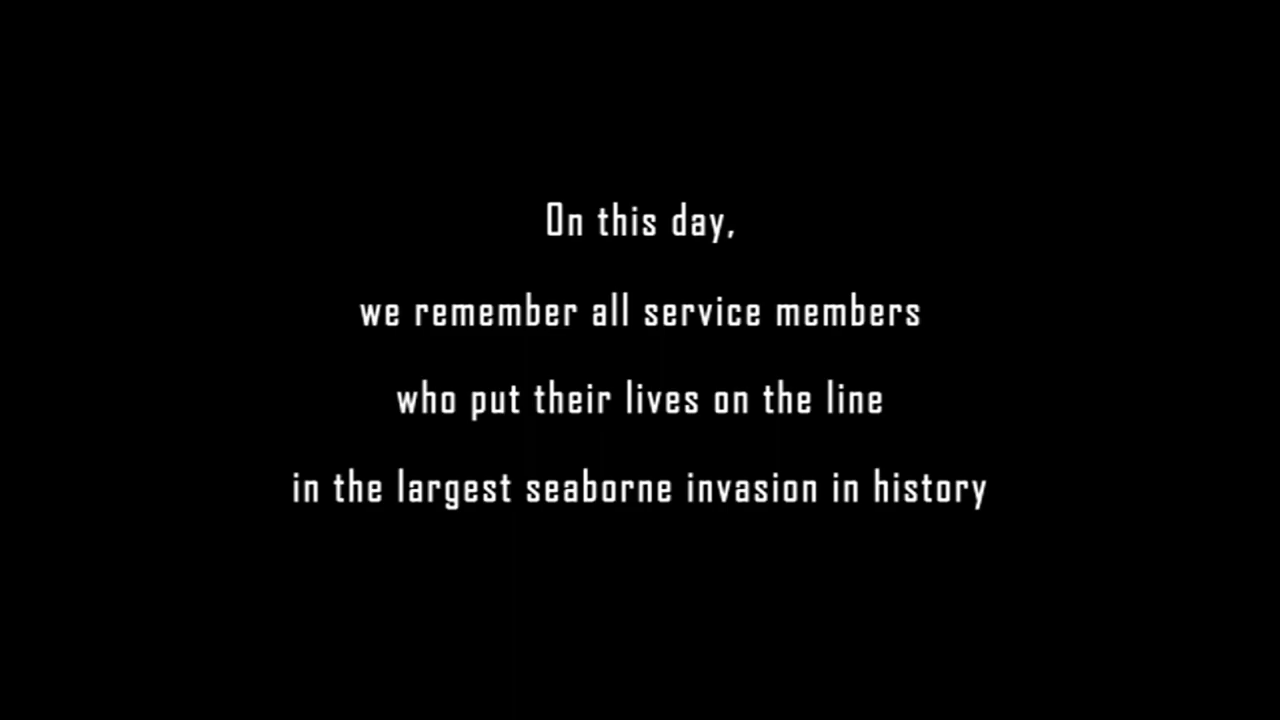 On this day,
we remember all service members
who put their lives on the line
in the largest seaborne invasion in history